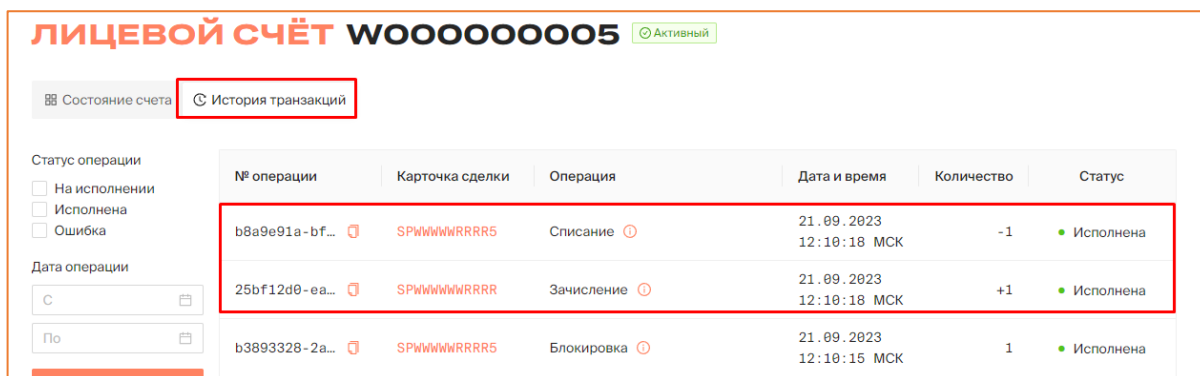 ЛИЦЕВОЙ СЧЁТ W000000005 Активный
Состояние счета История транзакций
Статус операции
На исполнении
Исполнена
Ошибка
Дата операции
С
По
№ операции Карточка сделки Операция Дата и время Количество Статус
b8a9e91a-bf… SPWWWWWRRRR5 Списание 21.09.2023 -1 Исполнена
12:10:18 МСК
25bf12d0-ea… SPWWWWWWRRRR Зачисление 21.09.2023 +1 Исполнена
12:10:18 МСК
b3893328-2a… SPWWWWWRRRR5 Блокировка 21.09.2023 1 Исполнена
12:10:15 МСК